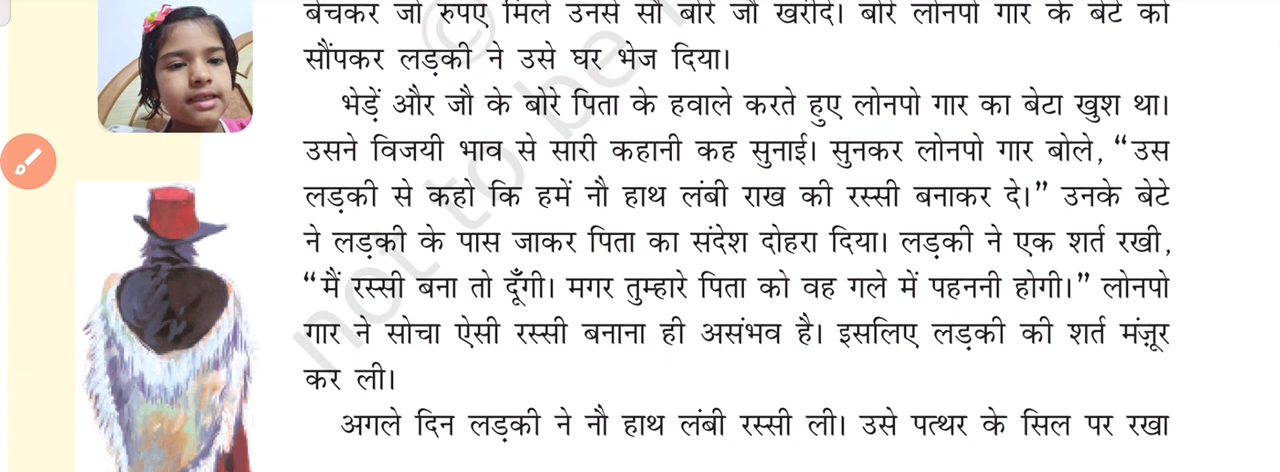 बेचकर जो रुपए मिले उनसे सौ बोरे जौ खरीदे। बोरे लोनपो गार के बेटे को
सौंपकर लड़की ने उसे घर भेज दिया।
भेड़ें और जौ के बोरे पिता के हवाले करते हुए लोनपो गार का बेटा खुश था।
उसने विजयी भाव से सारी कहानी कह सुनाई। सुनकर लोनपो गार बोले, “उस
लड़की से कहो कि हमें नौ हाथ लंबी राख की रस्सी बनाकर दे।” उनके बेटे
ने लड़की के पास जाकर पिता का संदेश दोहरा दिया। लड़की ने एक शर्त रखी,
“मैं रस्सी बना तो दूँगी। मगर तुम्हारे पिता को वह गले में पहननी होगी।” लोनपो
गार ने सोचा ऐसी रस्सी बनाना ही असंभव है। इसलिए लड़की की शर्त मंज़ूर
कर ली।
अगले दिन लड़की ने नौ हाथ लंबी रस्सी ली। उसे पत्थर के सिल पर रखा
©
not to be